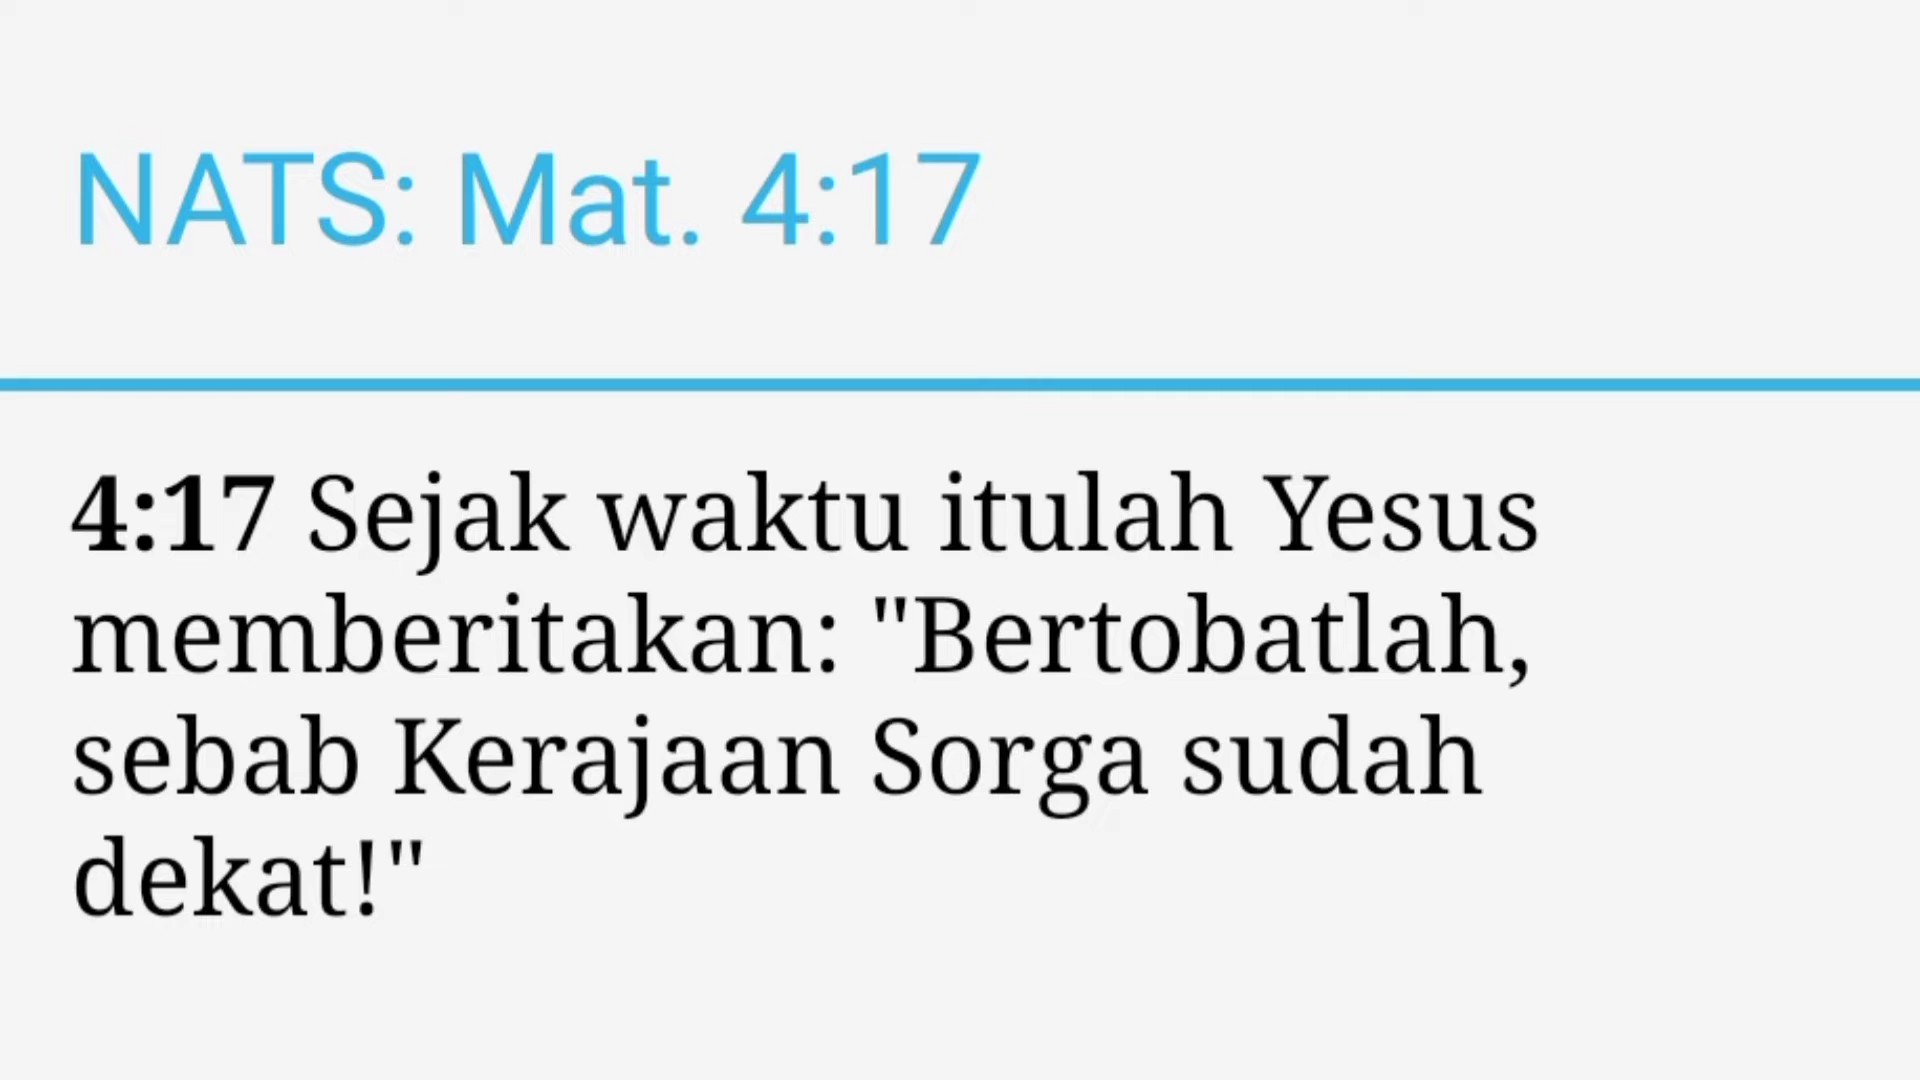 NATS: Mat. 4:17
4:17 Sejak waktu itulah Yesus
memberitakan: "Bertobatlah,
sebab Kerajaan Sorga sudah
dekat!"